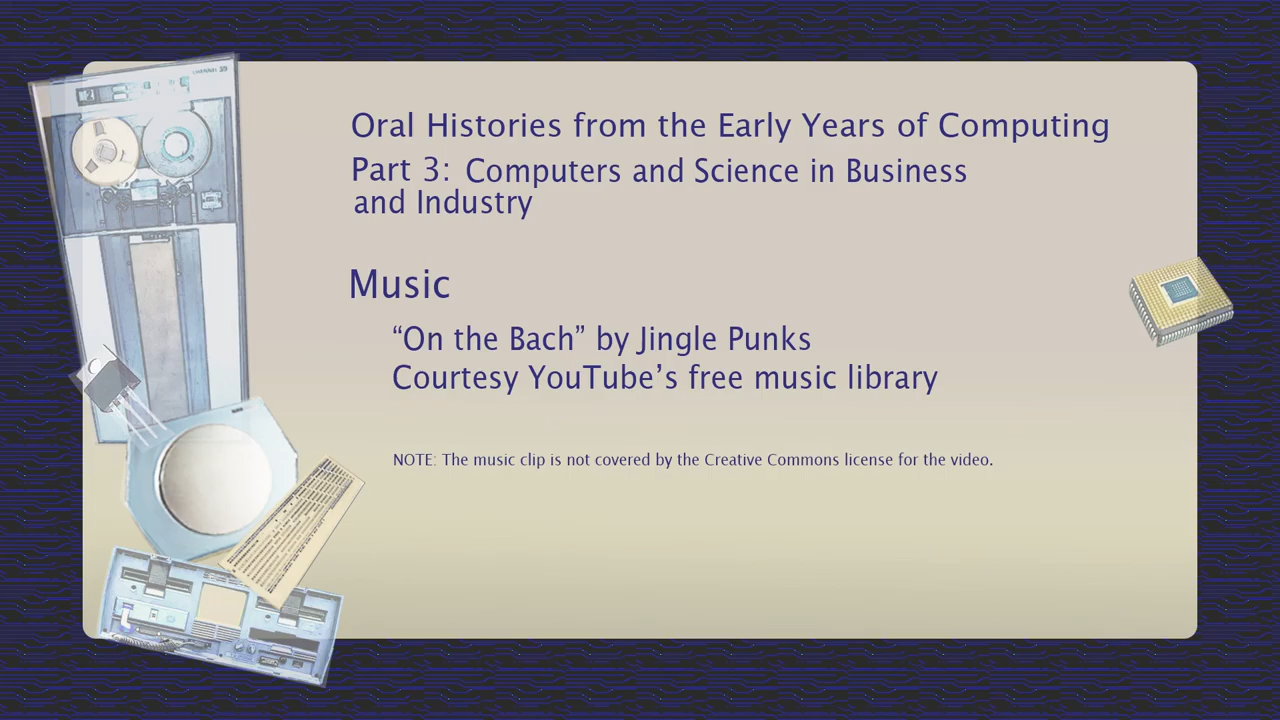 Oral Histories from the Early Years of Computing
Part 3: Computers and Science in Business
and Industry
Music
“On the Bach” by Jingle Punks
Courtesy YouTube’s free music library
NOTE: The music clip is not covered by the Creative Commons license for the video.